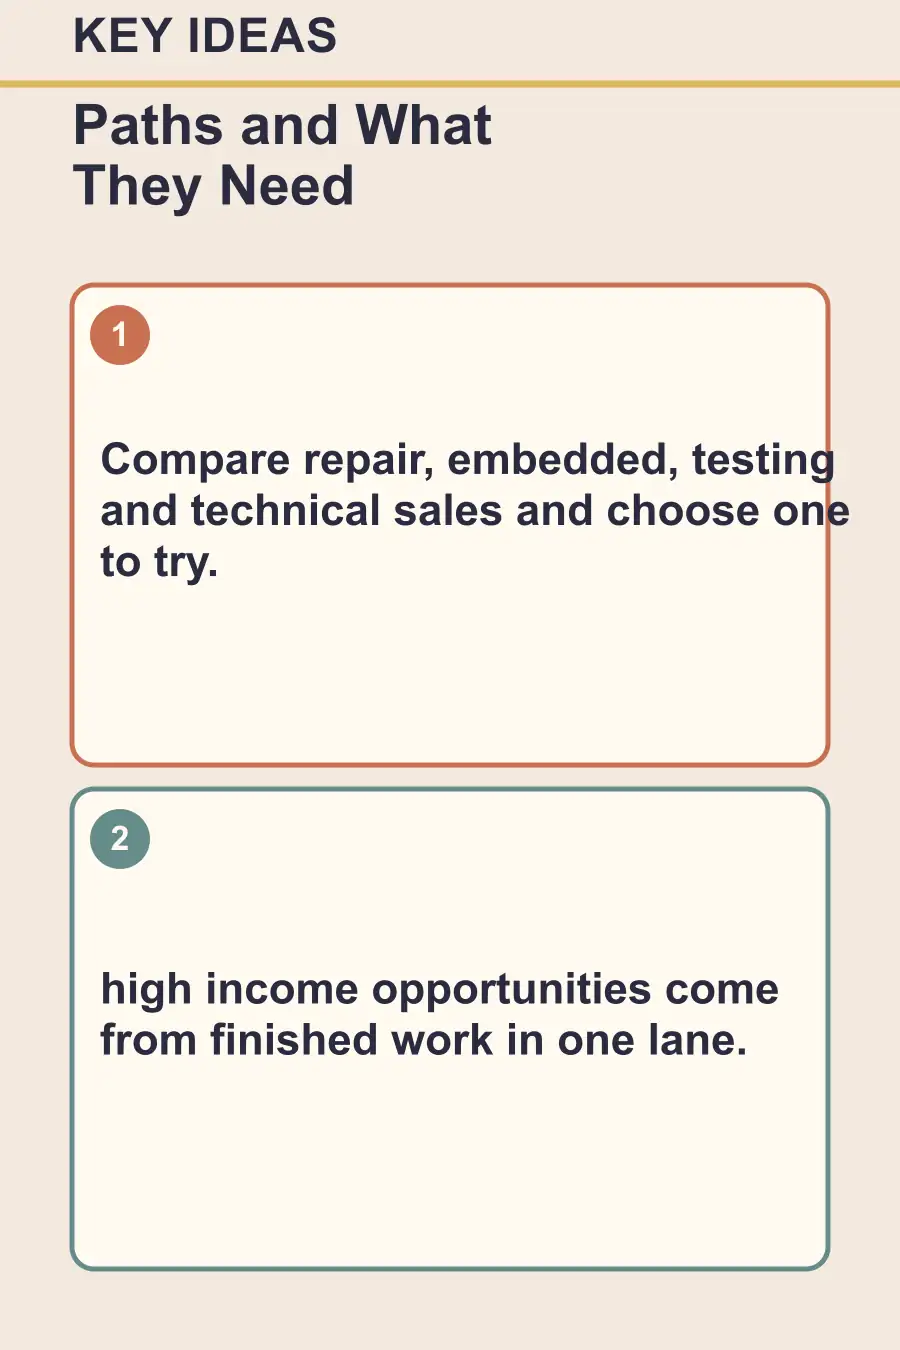 KEY IDEAS
Paths and What
They Need
1
Compare repair, embedded, testing
and technical sales and choose one
to try.
2
high income opportunities come
from finished work in one lane.